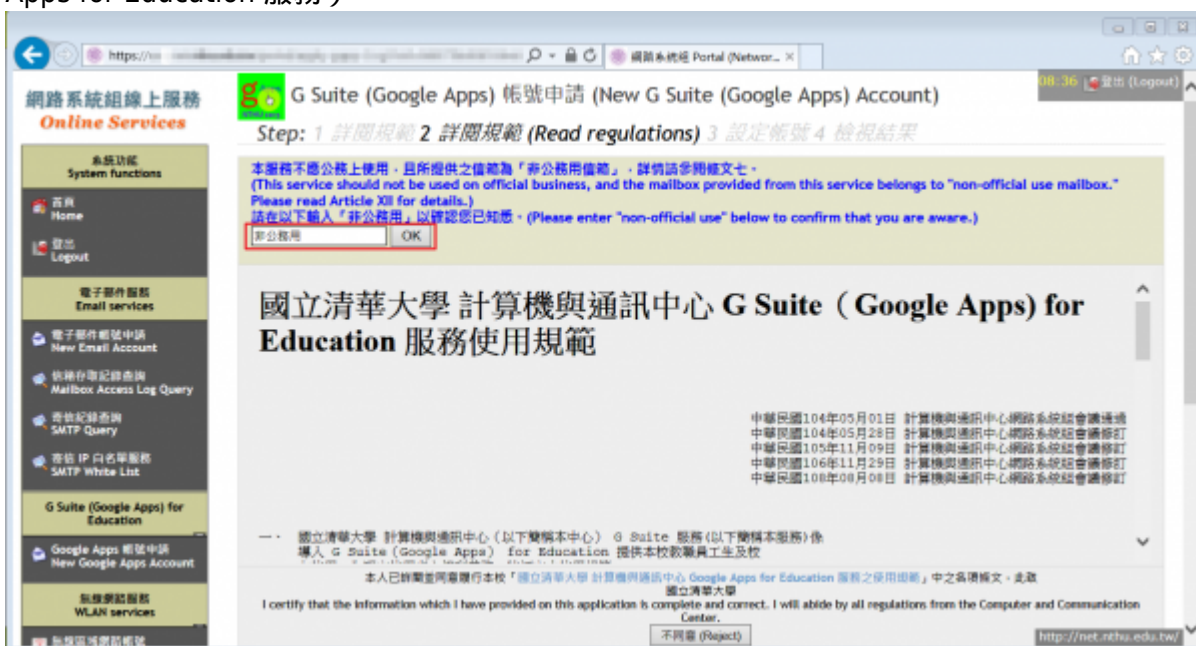 Apps for Education 服務）
https://
網路系統組 Portal (Networ...
網路系統組線上服務
Online Services
系統功能
System functions
首頁
Home
登出
Logout
電子郵件服務
Email services
電子郵件帳號申請
New Email Account
信箱存取記錄查詢
Mailbox Access Log Query
寄信紀錄查詢
SMTP Query
寄信 IP 白名單服務
SMTP White List
G Suite (Google Apps) for
Education
Google Apps 帳號申請
New Google Apps Account
無線網路服務
WLAN services
無線區域網路帳號
G Suite (Google Apps) 帳號申請 (New G Suite (Google Apps) Account)
08:36 登出 (Logout)
Step: 1 詳閱規範 2 詳閱規範 (Read regulations) 3 設定帳號 4 檢視結果
本服務不應公務上使用，且所提供之信箱為「非公務用信箱」，詳情請參閱條文七。
(This service should not be used on official business, and the mailbox provided from this service belongs to "non-official use mailbox."
Please read Article XII for details.)
請在以下輸入「非公務用」以確認您已知悉。(Please enter "non-official use" below to confirm that you are aware.)
非公務用 OK
國立清華大學 計算機與通訊中心 G Suite（Google Apps) for
Education 服務使用規範
中華民國104年05月01日 計算機與通訊中心網路系統組會議通過
中華民國104年05月28日 計算機與通訊中心網路系統組會議修訂
中華民國105年11月09日 計算機與通訊中心網路系統組會議修訂
中華民國106年11月29日 計算機與通訊中心網路系統組會議修訂
中華民國108年08月08日 計算機與通訊中心網路系統組會議修訂
一、 國立清華大學 計算機與通訊中心（以下簡稱本中心） G Suite 服務(以下簡稱本服務)係
導入 G Suite (Google Apps) for Education 提供本校教職員工生及校
本人已詳閱並同意履行本校「國立清華大學 計算機與通訊中心 Google Apps for Education 服務之使用規範」中之各項條文，此致
國立清華大學
I certify that the information which I have provided on this application is complete and correct. I will abide by all regulations from the Computer and Communication
Center.
不同意 (Reject)
http://net.nthu.edu.tw/